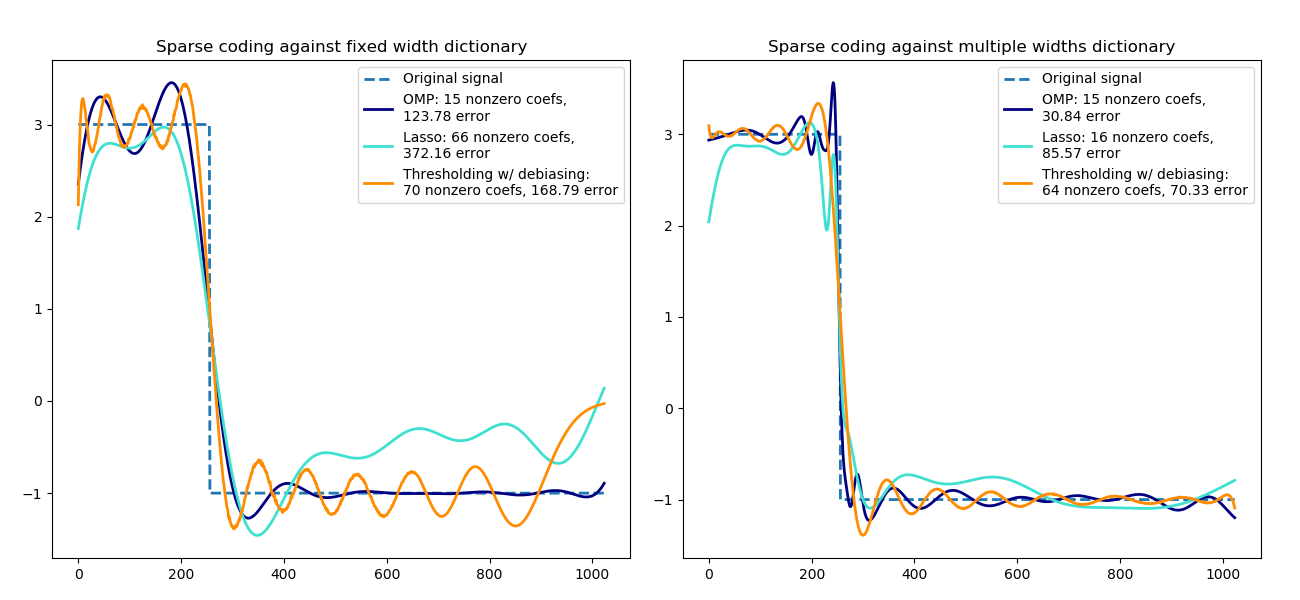 Sparse coding against fixed width dictionary
Original signal
OMP: 15 nonzero coefs,
123.78 error
Lasso: 66 nonzero coefs,
372.16 error
Thresholding w/ debiasing:
70 nonzero coefs, 168.79 error
3
2
1
0
−1
0
200
400
600
800
1000
Sparse coding against multiple widths dictionary
Original signal
OMP: 15 nonzero coefs,
30.84 error
Lasso: 16 nonzero coefs,
85.57 error
Thresholding w/ debiasing:
64 nonzero coefs, 70.33 error
3
2
1
0
−1
0
200
400
600
800
1000